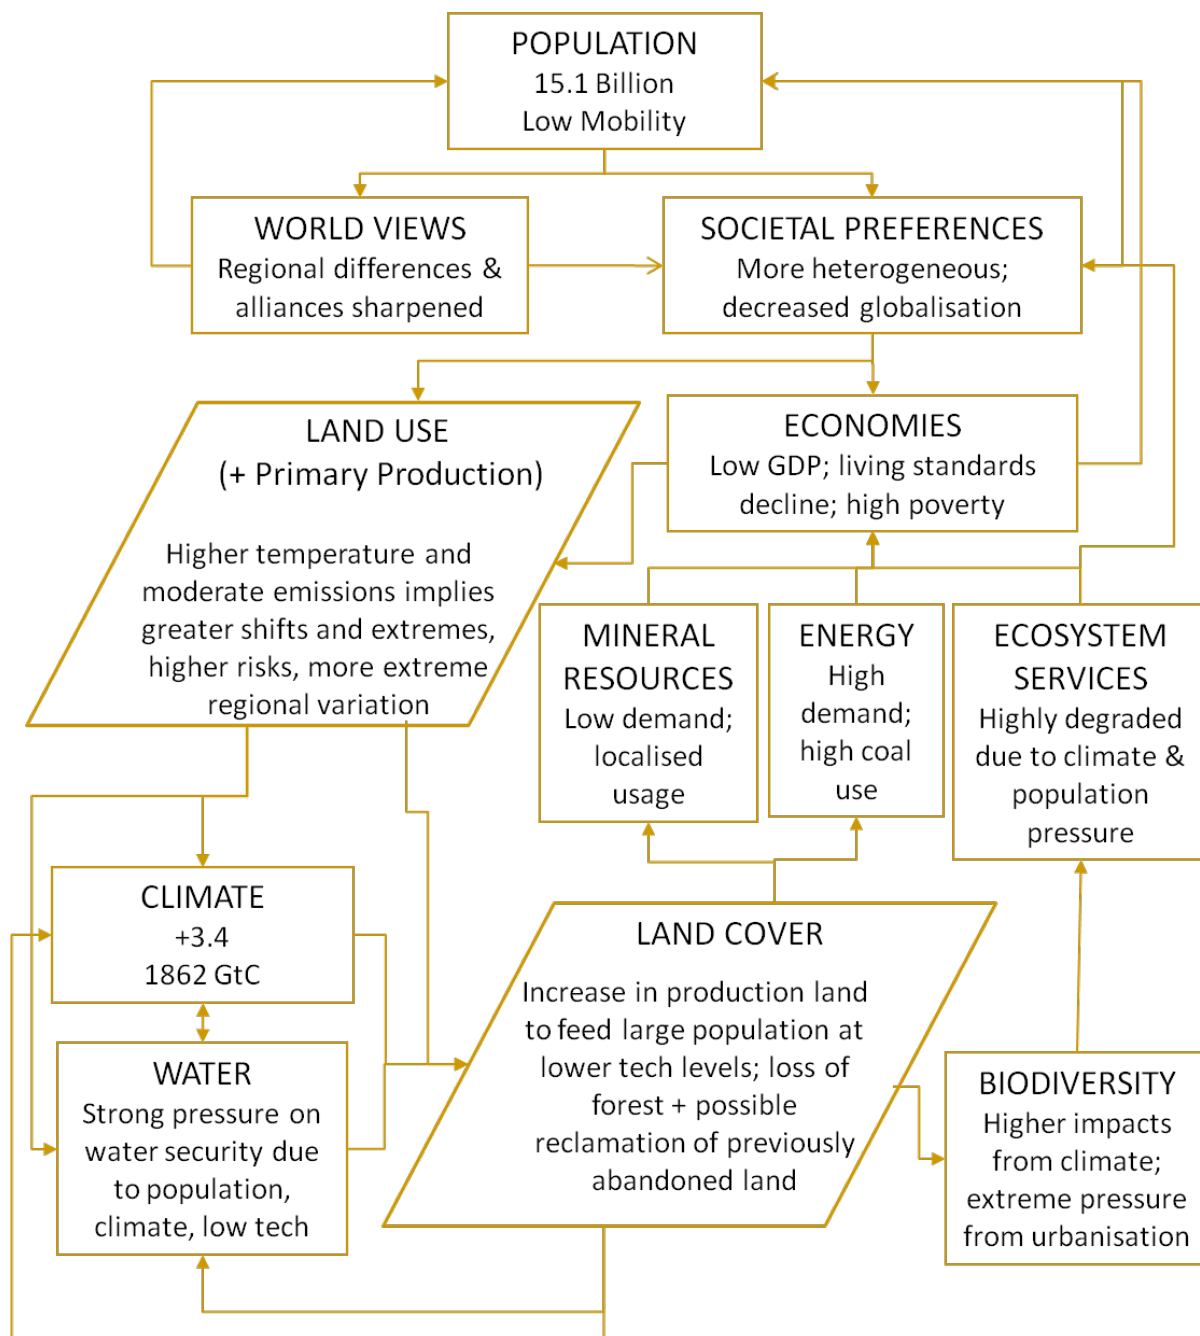 POPULATION
15.1 Billion
Low Mobility
WORLD VIEWS
Regional differences &
alliances sharpened
SOCIETAL PREFERENCES
More heterogeneous;
decreased globalisation
LAND USE
(+ Primary Production)
Higher temperature and
moderate emissions implies
greater shifts and extremes,
higher risks, more extreme
regional variation
ECONOMIES
Low GDP; living standards
decline; high poverty
MINERAL
RESOURCES
Low demand;
localised
usage
ENERGY
High
demand;
high coal
use
ECOSYSTEM
SERVICES
Highly degraded
due to climate &
population
pressure
CLIMATE
+3.4
1862 GtC
WATER
Strong pressure on
water security due
to population,
climate, low tech
LAND COVER
Increase in production land
to feed large population at
lower tech levels; loss of
forest + possible
reclamation of previously
abandoned land
BIODIVERSITY
Higher impacts
from climate;
extreme pressure
from urbanisation